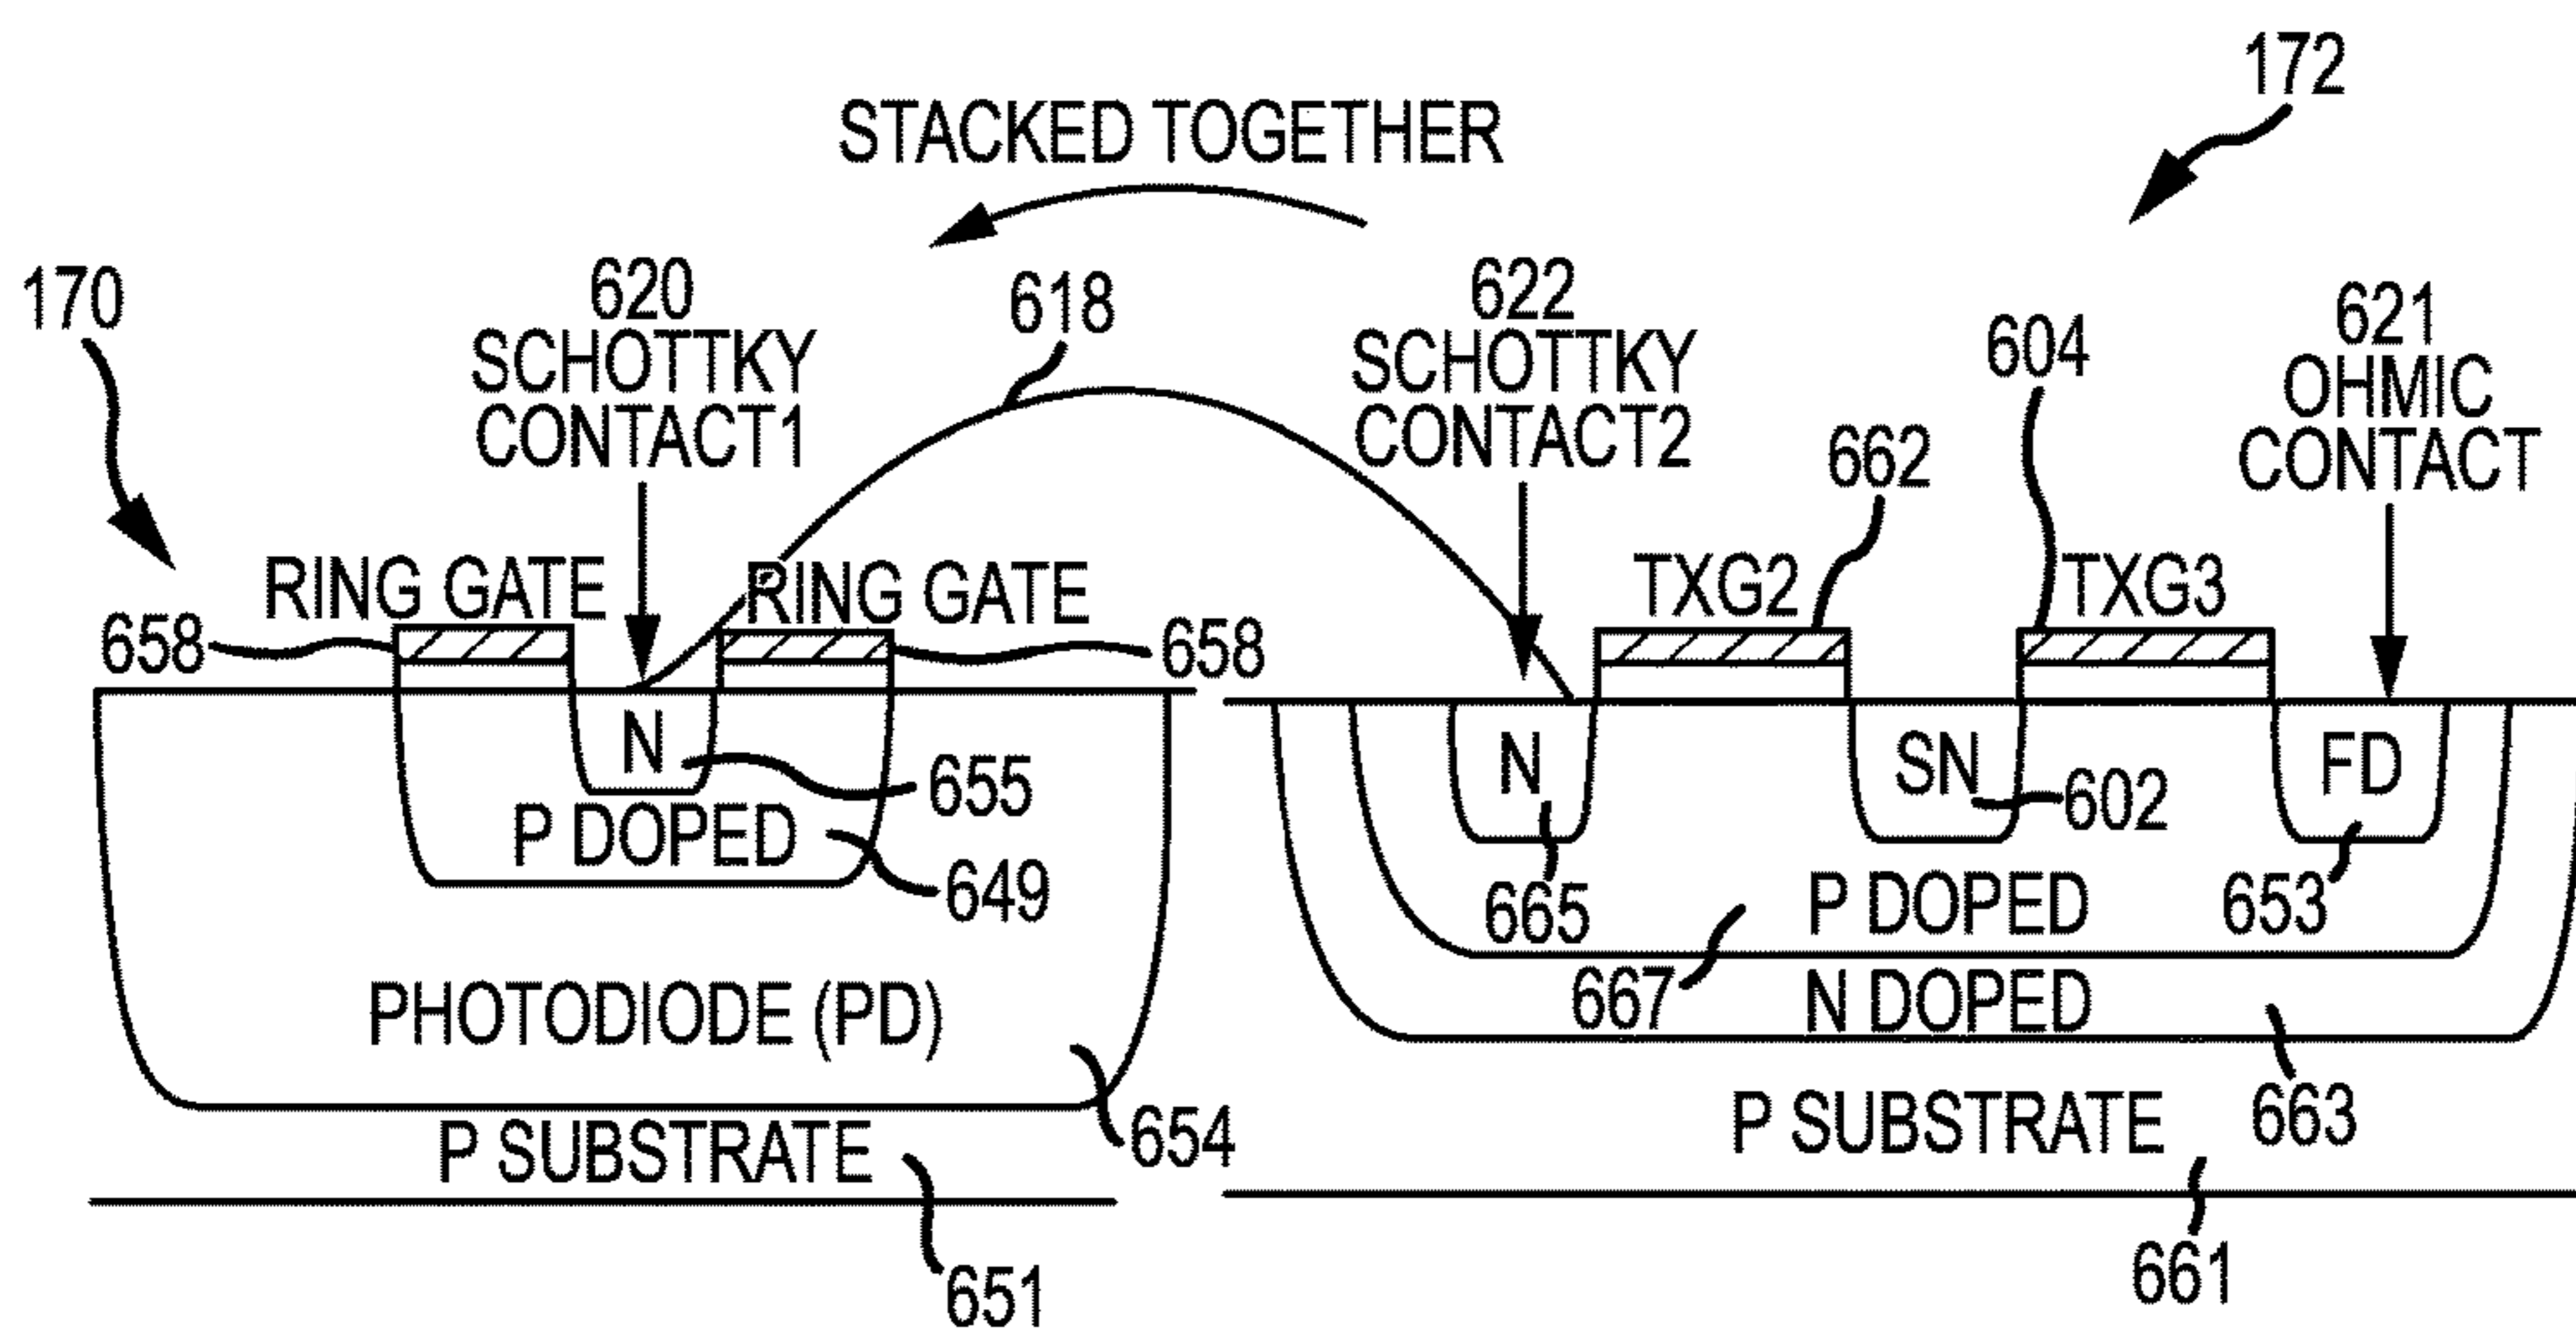 172
STACKED TOGETHER
170
620
SCHOTTKY
CONTACT1
618
622
SCHOTTKY
CONTACT2
662
604
621
OHMIC
CONTACT
RING GATE
658
RING GATE
658
TXG2
TXG3
N
655
P DOPED
649
PHOTODIODE (PD)
654
P SUBSTRATE
651
N
665
SN
602
FD
653
P DOPED
667
N DOPED
663
P SUBSTRATE
661